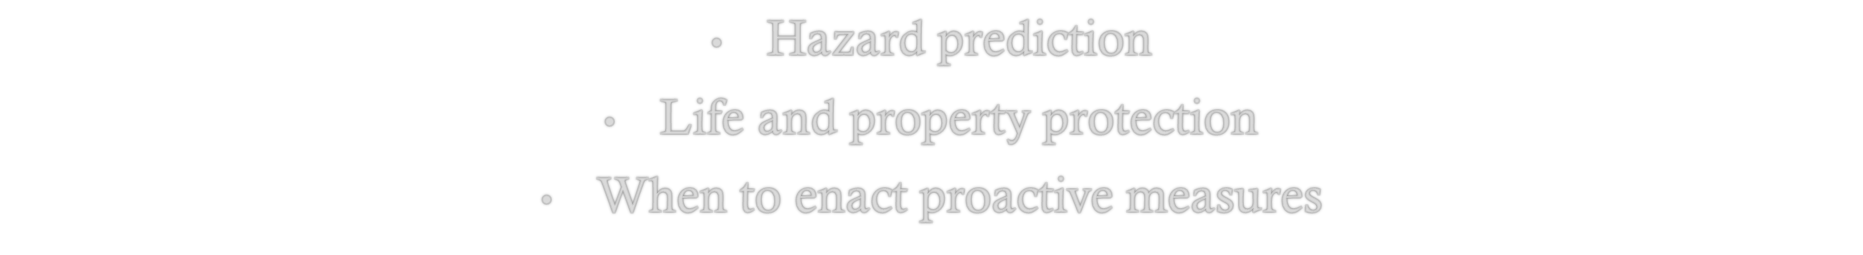 • Hazard prediction
• Life and property protection
• When to enact proactive measures